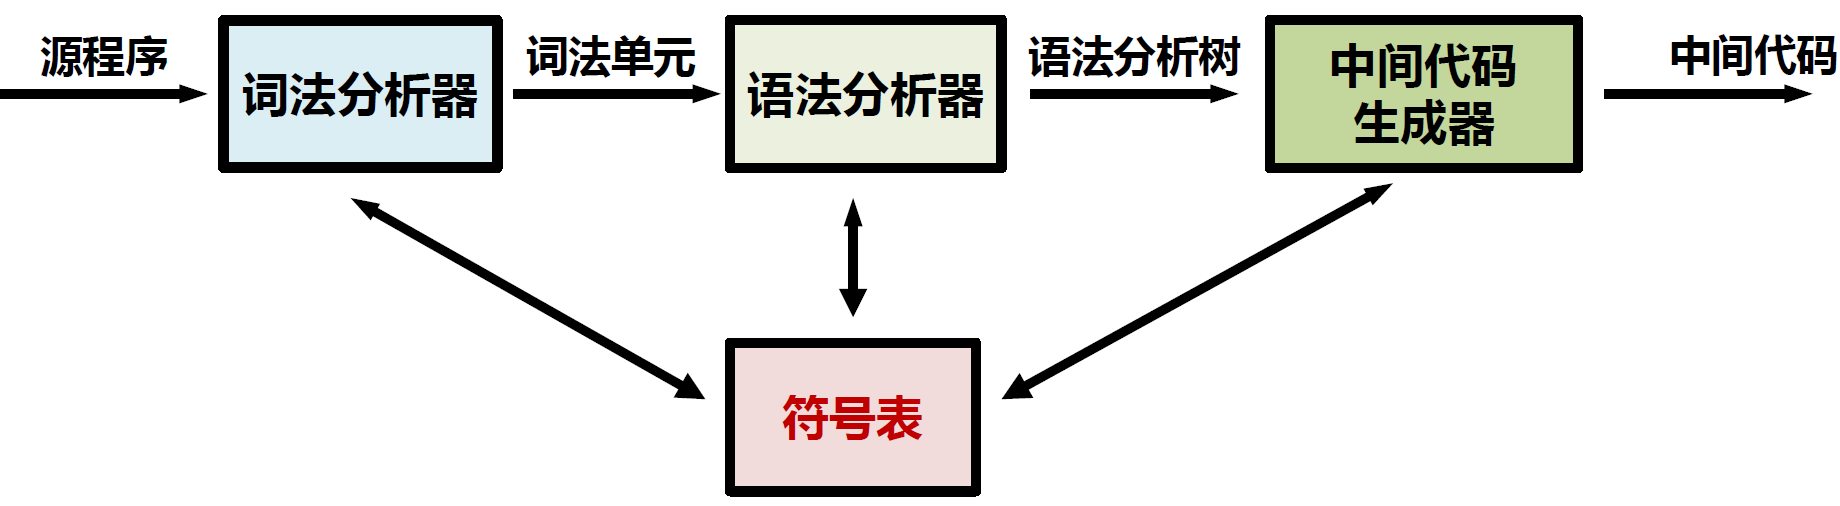 源程序
词法分析器
词法单元
语法分析器
语法分析树
中间代码
生成器
中间代码
符号表